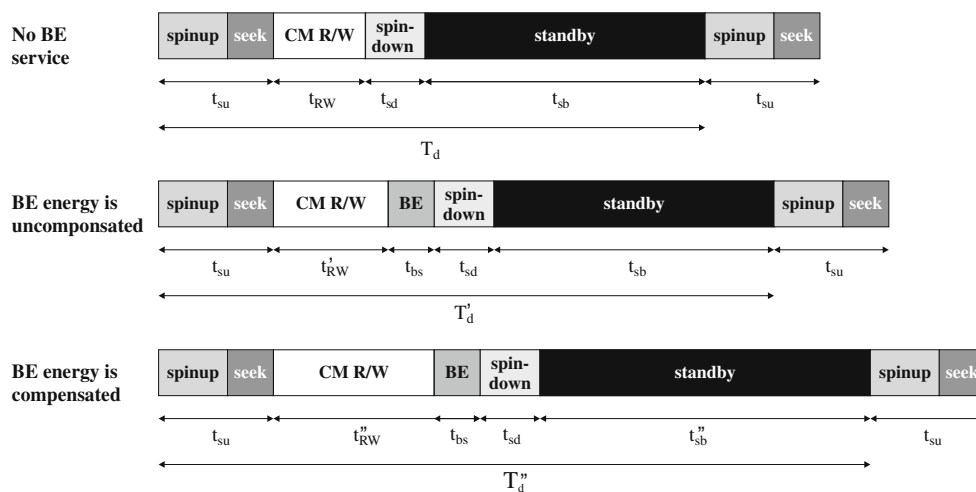 No BE
service
spinup seek CM R/W spin-
down standby spinup seek
t_su t_RW t_sd t_sb t_su
T_d
BE energy is
uncomponsated
spinup seek CM R/W BE spin-
down standby spinup seek
t_su t'_RW t_bs t_sd t_sb t_su
T'_d
BE energy is
compensated
spinup seek CM R/W BE spin-
down standby spinup seek
t_su t"_RW t_bs t_sd t"_sb t_su
T"_d